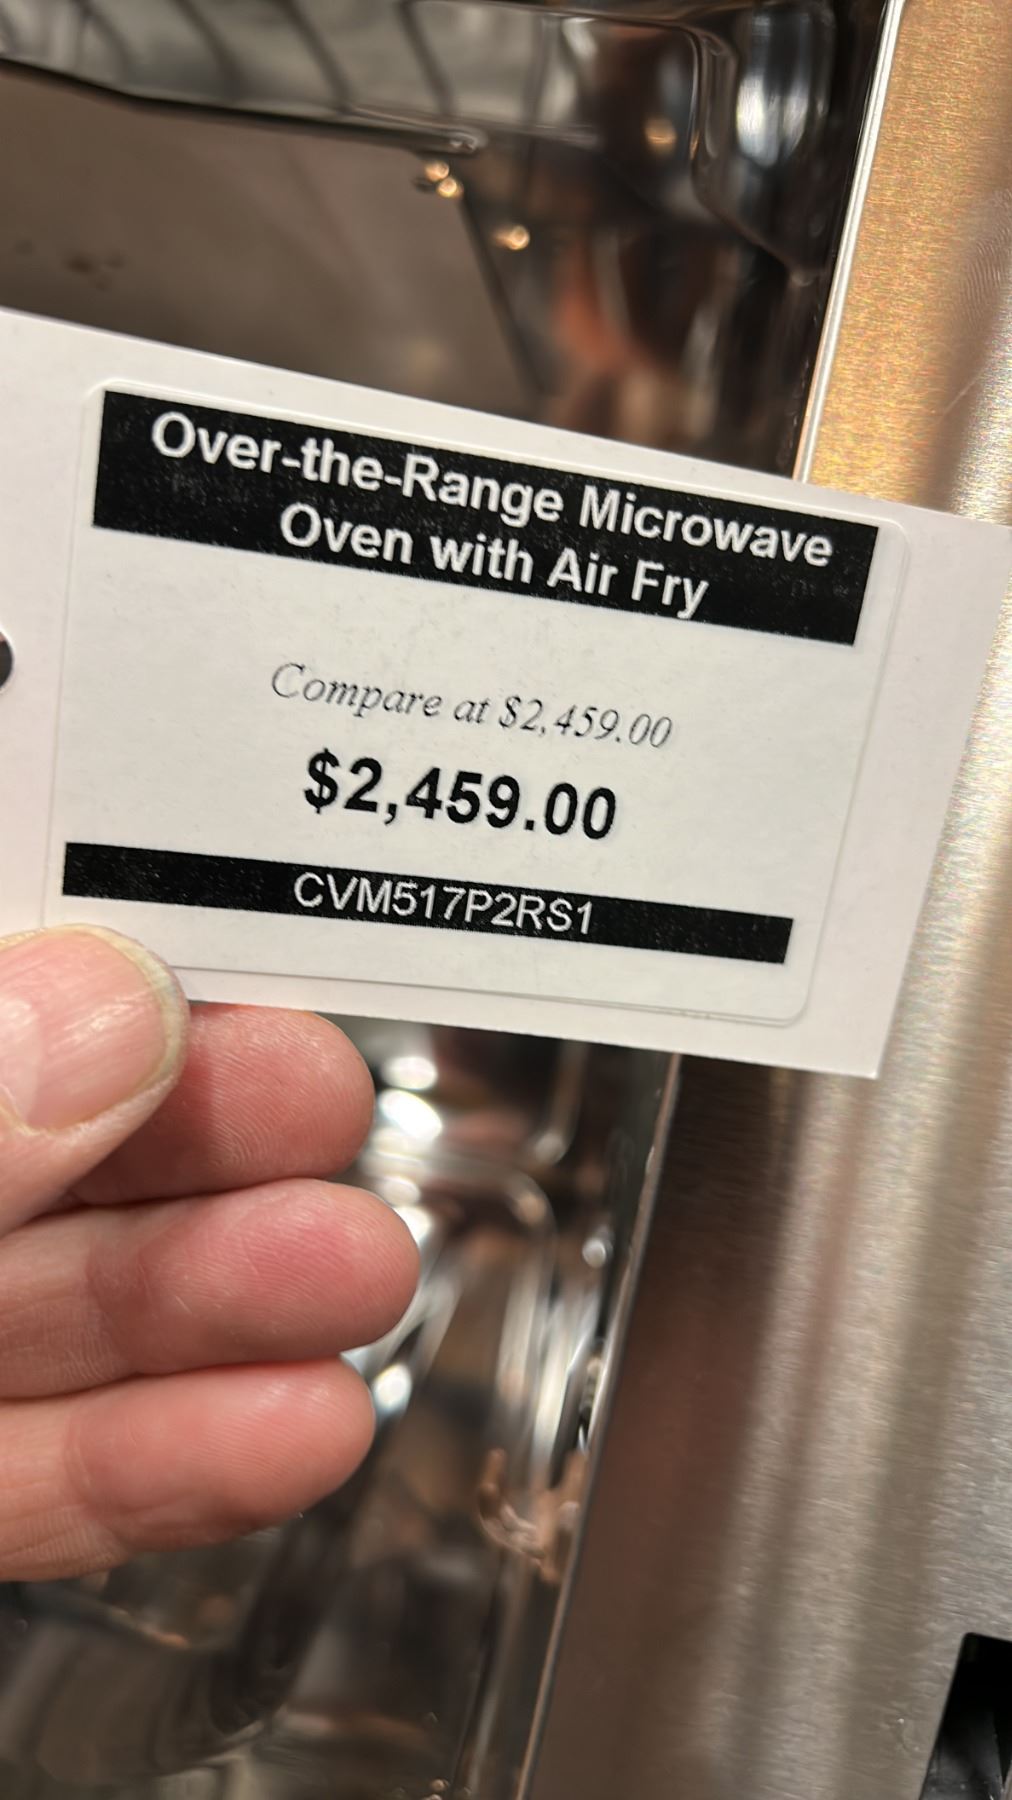 Over-the-Range Microwave
Oven with Air Fry
Compare at $2,459.00
$2,459.00
CVM517P2RS1